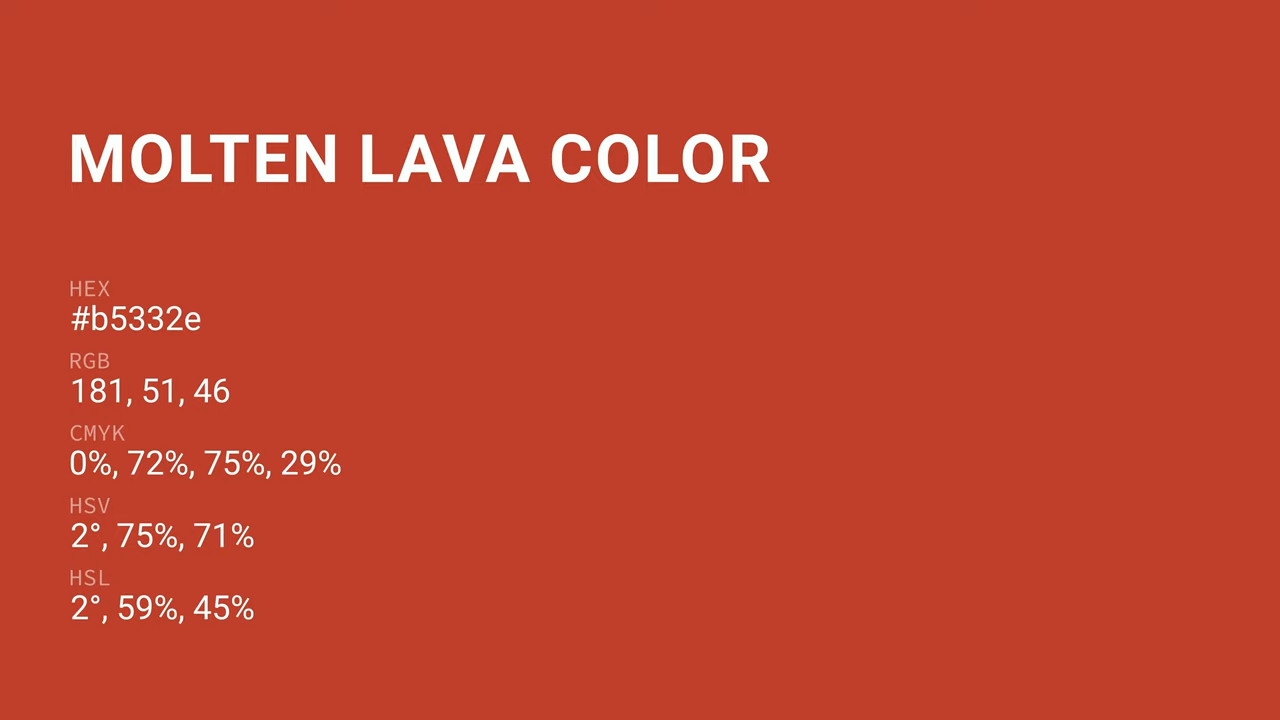 MOLTEN LAVA COLOR
HEX
#b5332e
RGB
181, 51, 46
CMYK
0%, 72%, 75%, 29%
HSV
2°, 75%, 71%
HSL
2°, 59%, 45%